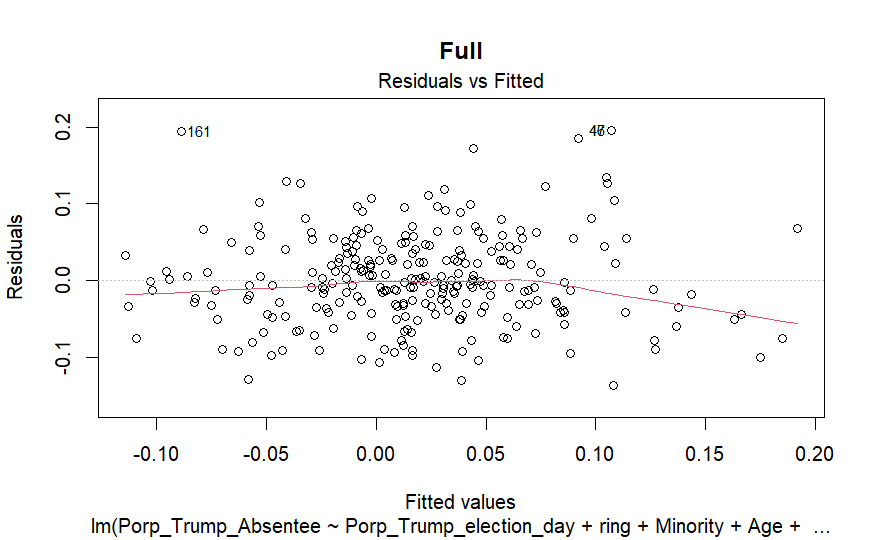 Full
Residuals vs Fitted
Residuals
0.2
0.1
0.0
-0.1
161
46
-0.10
-0.05
0.00
0.05
0.10
0.15
0.20
Fitted values
lm(Porp_Trump_Absentee ~ Porp_Trump_election_day + ring + Minority + Age + ...